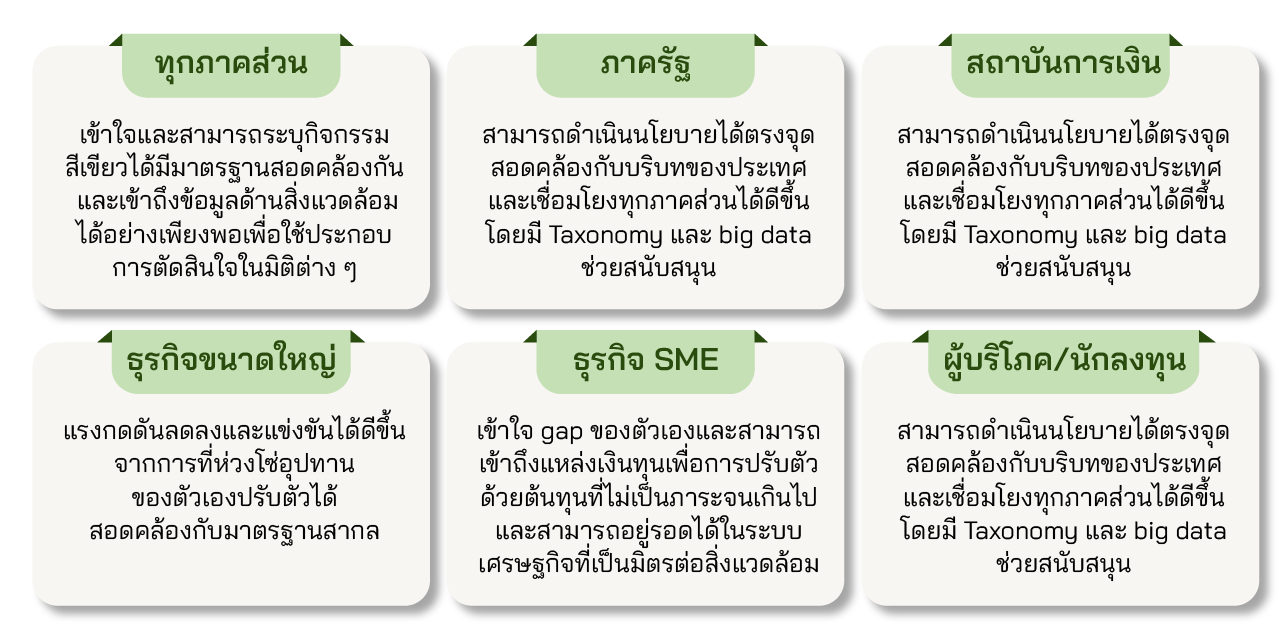 ทุกภาคส่วน
เข้าใจและสามารถระบุกิจกรรม
สีเขียวได้มีมาตรฐานสอดคล้องกัน
และเข้าถึงข้อมูลด้านสิ่งแวดล้อม
ได้อย่างเพียงพอเพื่อใช้ประกอบ
การตัดสินใจในมิติต่าง ๆ
ภาครัฐ
สามารถดำเนินนโยบายได้ตรงจุด
สอดคล้องกับบริบทของประเทศ
และเชื่อมโยงทุกภาคส่วนได้ดีขึ้น
โดยมี Taxonomy และ big data
ช่วยสนับสนุน
สถาบันการเงิน
สามารถดำเนินนโยบายได้ตรงจุด
สอดคล้องกับบริบทของประเทศ
และเชื่อมโยงทุกภาคส่วนได้ดีขึ้น
โดยมี Taxonomy และ big data
ช่วยสนับสนุน
ธุรกิจขนาดใหญ่
แรงกดดันลดลงและแข่งขันได้ดีขึ้น
จากการที่ห่วงโซ่อุปทาน
ของตัวเองปรับตัวได้
สอดคล้องกับมาตรฐานสากล
ธุรกิจ SME
เข้าใจ gap ของตัวเองและสามารถ
เข้าถึงแหล่งเงินทุนเพื่อการปรับตัว
ด้วยต้นทุนที่ไม่เป็นภาระจนเกินไป
และสามารถอยู่รอดได้ในระบบ
เศรษฐกิจที่เป็นมิตรต่อสิ่งแวดล้อม
ผู้บริโภค/นักลงทุน
สามารถดำเนินนโยบายได้ตรงจุด
สอดคล้องกับบริบทของประเทศ
และเชื่อมโยงทุกภาคส่วนได้ดีขึ้น
โดยมี Taxonomy และ big data
ช่วยสนับสนุน